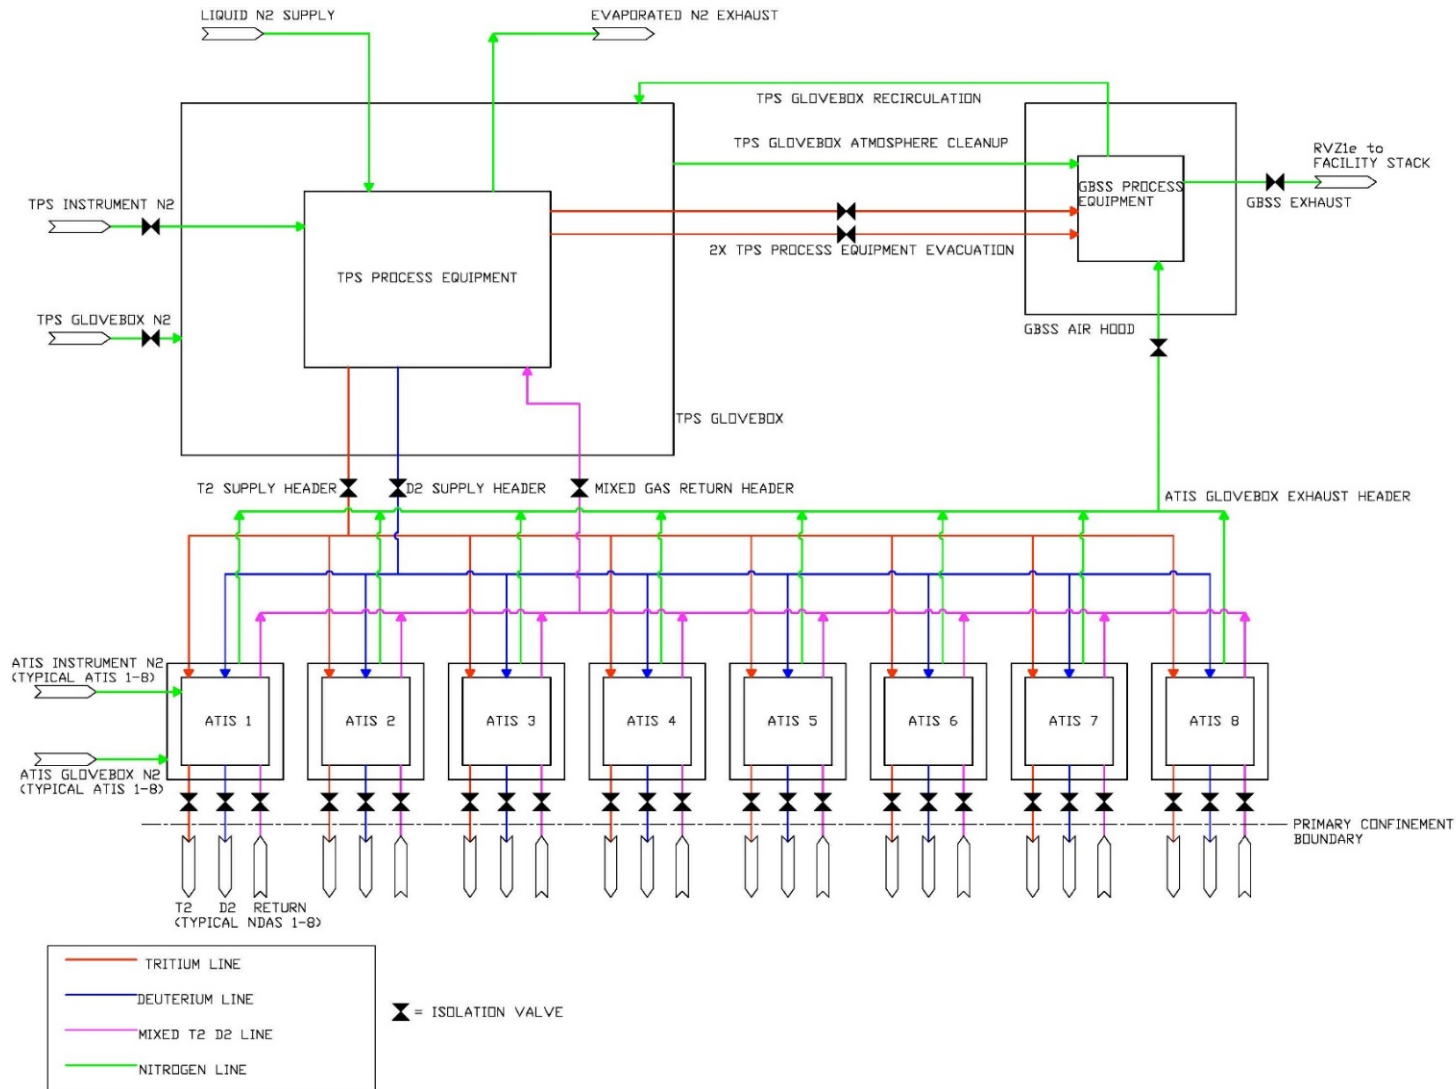 LIQUID N2 SUPPLY
EVAPORATED N2 EXHAUST
TPS GLOVEBOX RECIRCULATION
TPS GLOVEBOX ATMOSPHERE CLEANUP
RVZ1e to
FACILITY STACK
GBSS PROCESS
EQUIPMENT
GBSS EXHAUST
TPS INSTRUMENT N2
2X TPS PROCESS EQUIPMENT EVACUATION
TPS PROCESS EQUIPMENT
TPS GLOVEBOX N2
GBSS AIR HOOD
TPS GLOVEBOX
T2 SUPPLY HEADER
D2 SUPPLY HEADER
MIXED GAS RETURN HEADER
ATIS GLOVEBOX EXHAUST HEADER
ATIS INSTRUMENT N2
(TYPICAL ATIS 1-8)
ATIS 1
ATIS 2
ATIS 3
ATIS 4
ATIS 5
ATIS 6
ATIS 7
ATIS 8
ATIS GLOVEBOX N2
(TYPICAL ATIS 1-8)
PRIMARY CONFINEMENT
BOUNDARY
T2 D2 RETURN
(TYPICAL NDAS 1-8)
TRITIUM LINE
DEUTERIUM LINE
MIXED T2 D2 LINE
NITROGEN LINE
= ISOLATION VALVE